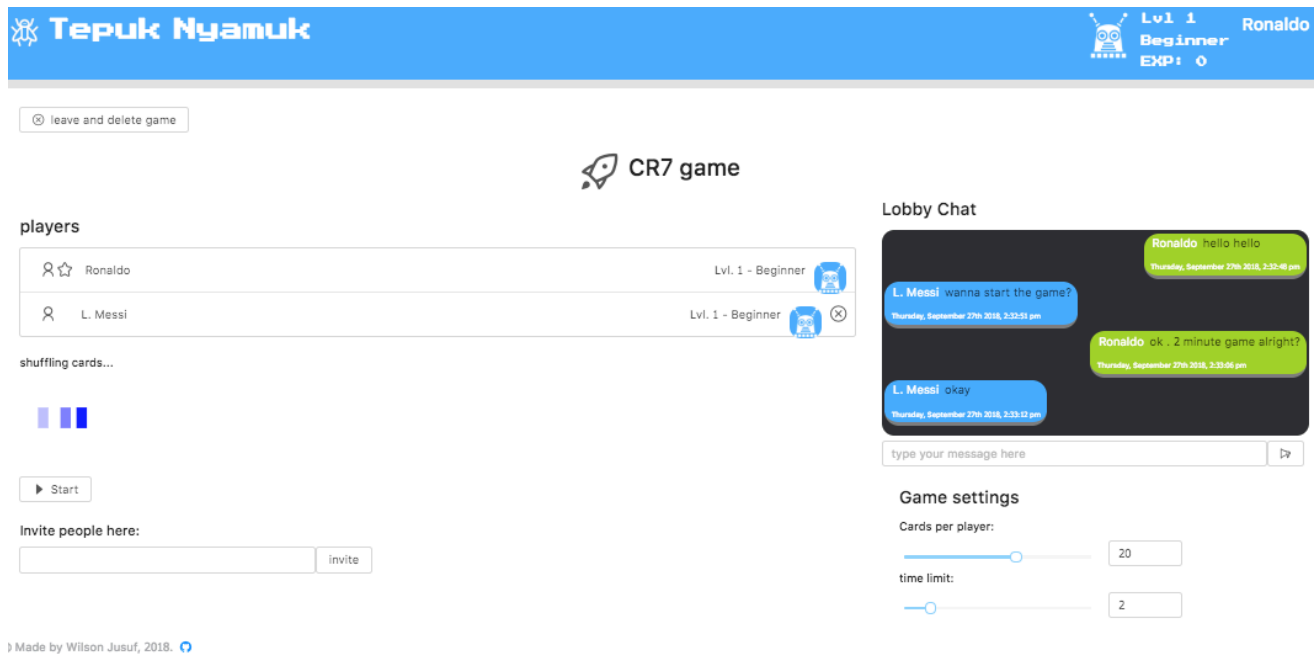 Tepuk Nyamuk
Lvl 1
Beginner
EXP: 0
Ronaldo
leave and delete game
CR7 game
players
Ronaldo
Lvl. 1 - Beginner
L. Messi
Lvl. 1 - Beginner
shuffling cards...
Start
Invite people here:
invite
Lobby Chat
Ronaldo hello hello
Thursday, September 27th 2018, 2:32:48 pm
L. Messi wanna start the game?
Thursday, September 27th 2018, 2:32:51 pm
Ronaldo ok . 2 minute game alright?
Thursday, September 27th 2018, 2:33:06 pm
L. Messi okay
Thursday, September 27th 2018, 2:33:12 pm
type your message here
Game settings
Cards per player:
20
time limit:
2
Made by Wilson Jusuf, 2018.